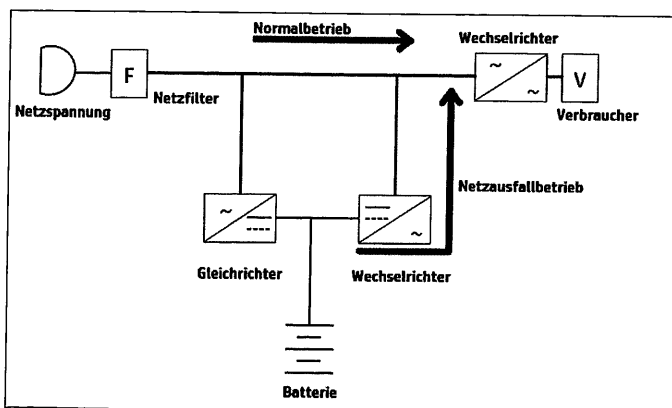 Normalbetrieb
Wechselrichter
~
~
F
V
Netzspannung
Netzfilter
Verbraucher
Netzausfallbetrieb
~
~
Gleichrichter
Wechselrichter
Batterie